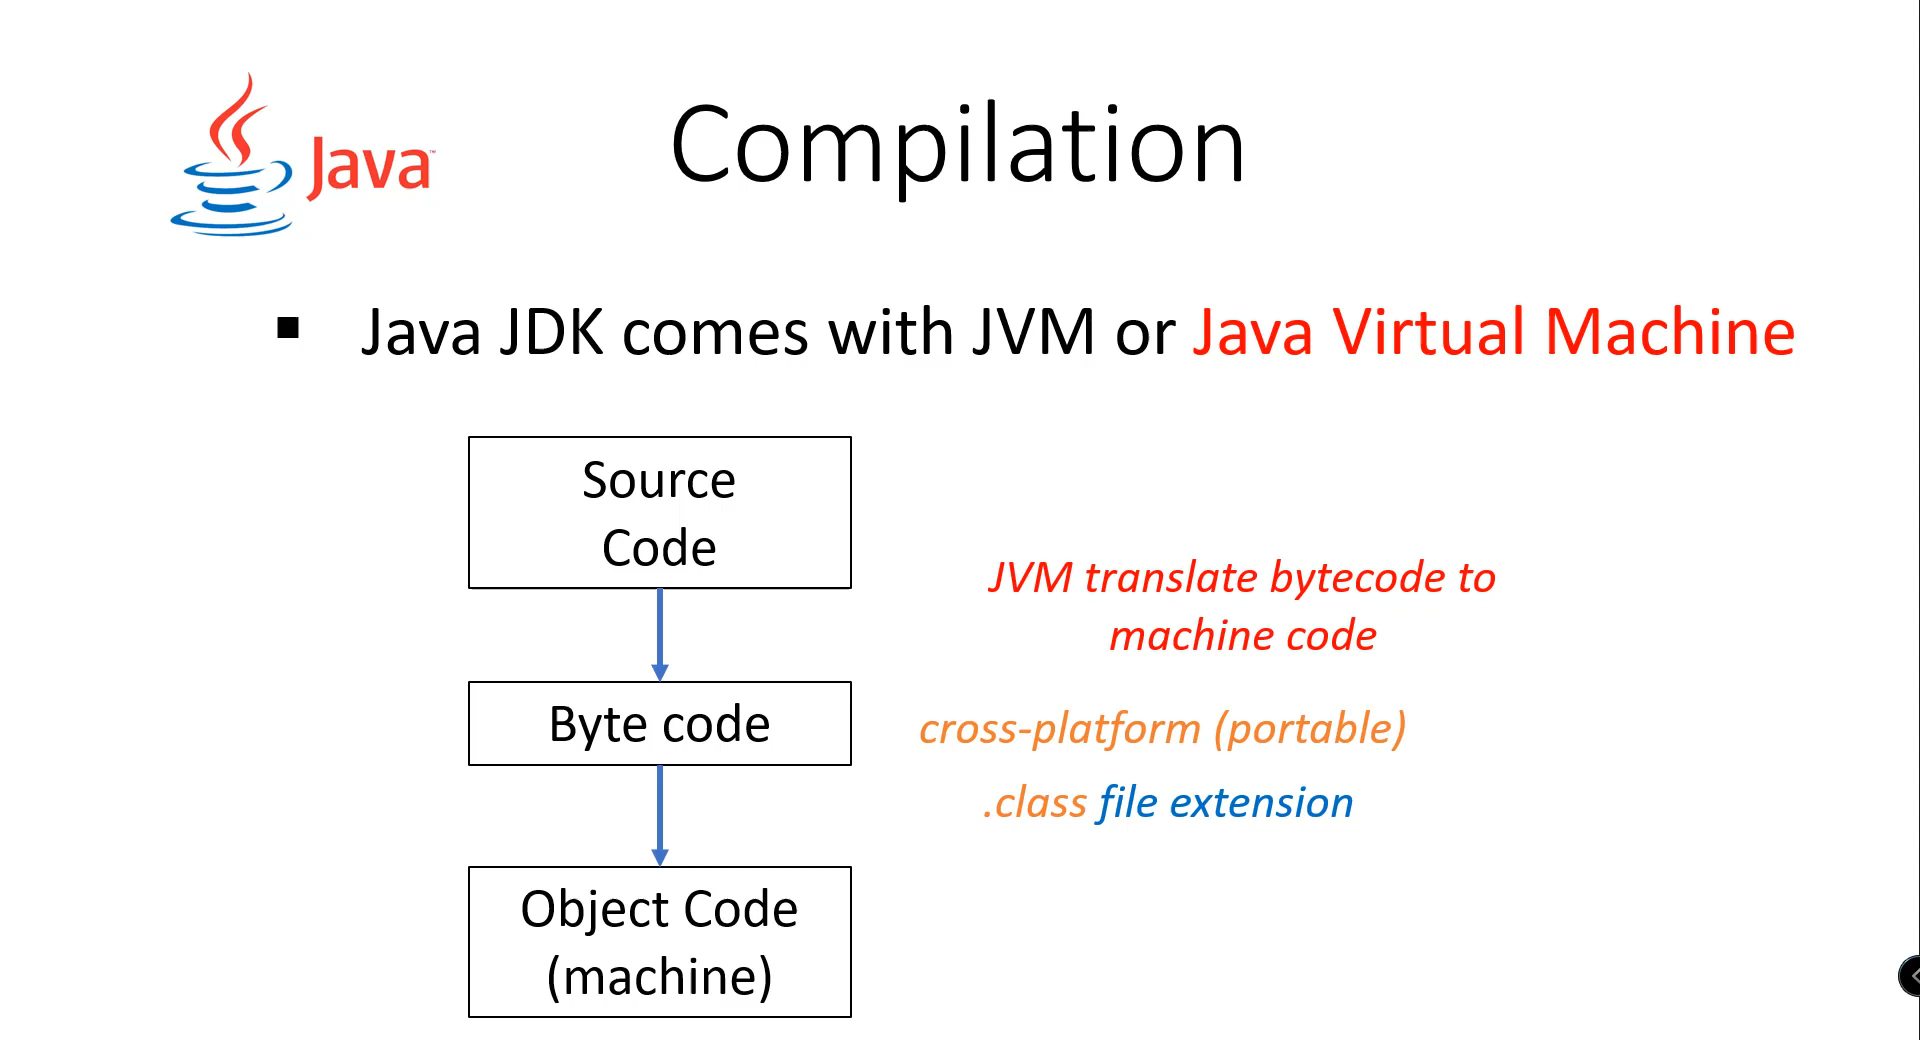 Java™
Compilation
▪ Java JDK comes with JVM or Java Virtual Machine
Source
Code
JVM translate bytecode to
machine code
Byte code
cross-platform (portable)
.class file extension
Object Code
(machine)